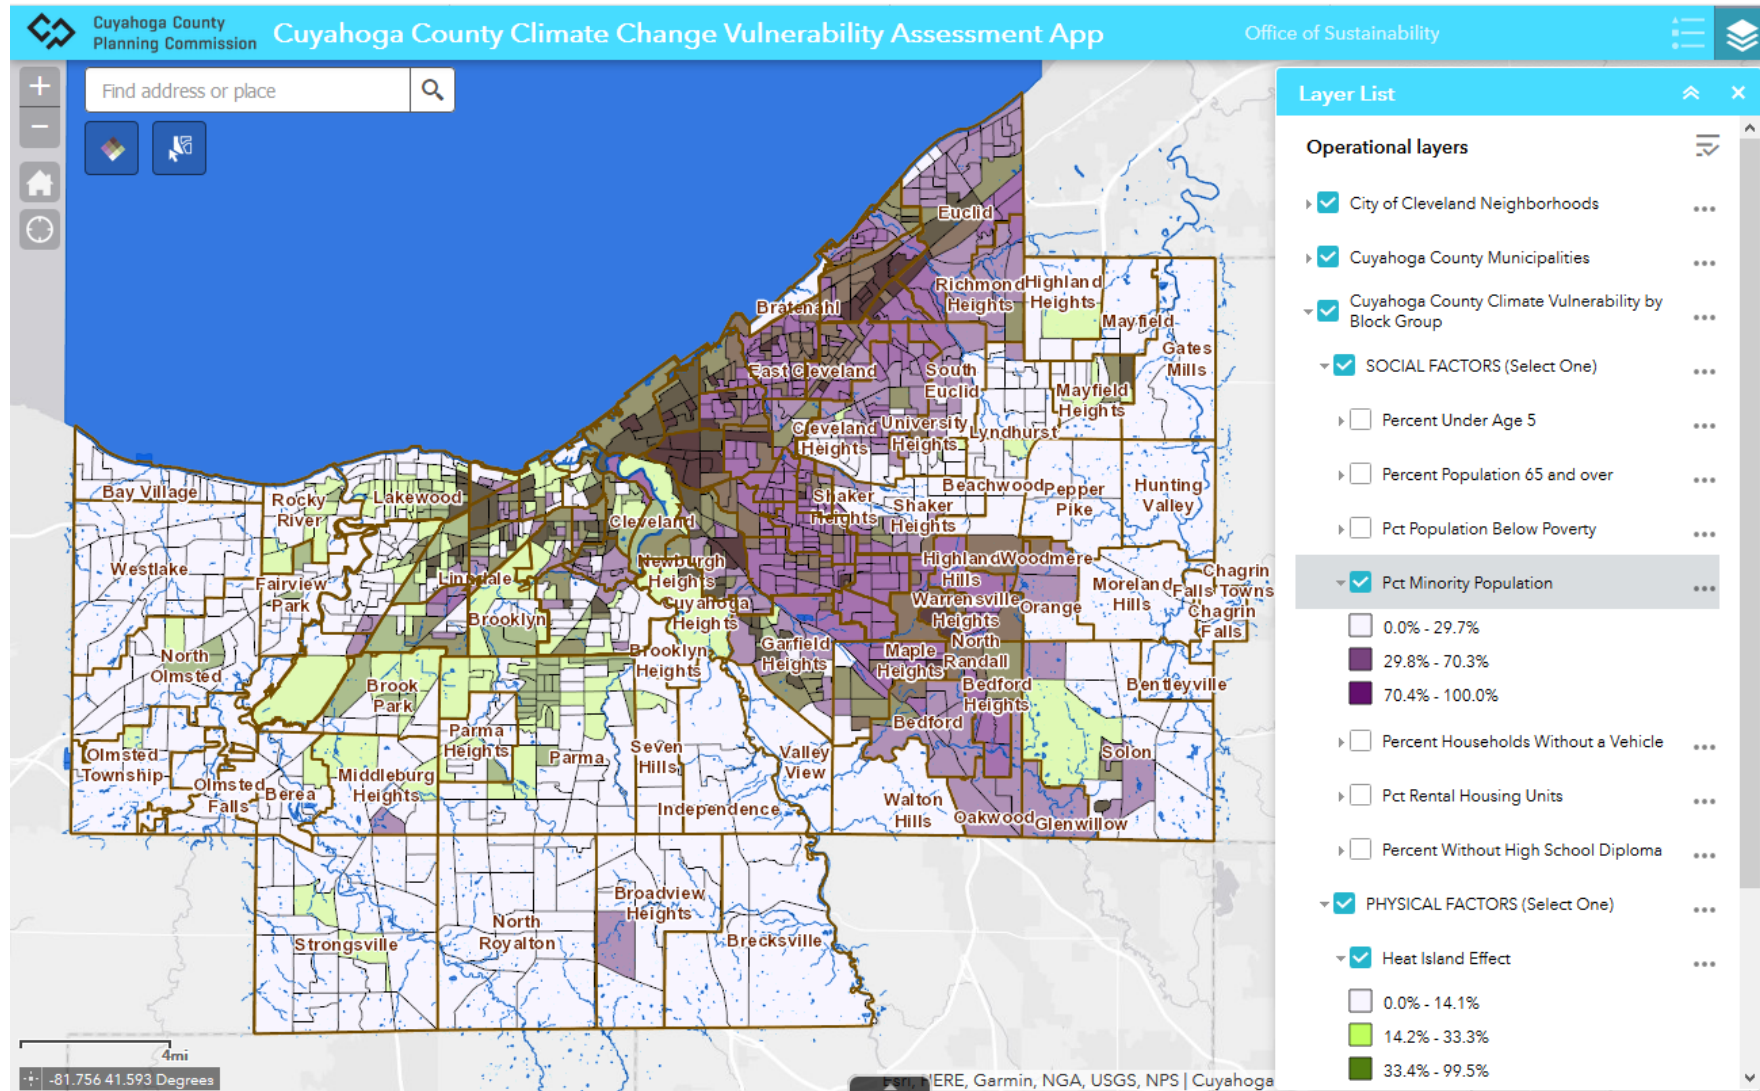 Cuyahoga County
Planning Commission
Cuyahoga County Climate Change Vulnerability Assessment App
Office of Sustainability
+
−
Find address or place
Layer List
Operational layers
City of Cleveland Neighborhoods
Cuyahoga County Municipalities
Cuyahoga County Climate Vulnerability by
Block Group
SOCIAL FACTORS (Select One)
Percent Under Age 5
Percent Population 65 and over
Pct Population Below Poverty
Pct Minority Population
0.0% - 29.7%
29.8% - 70.3%
70.4% - 100.0%
Percent Households Without a Vehicle
Pct Rental Housing Units
Percent Without High School Diploma
PHYSICAL FACTORS (Select One)
Heat Island Effect
0.0% - 14.1%
14.2% - 33.3%
33.4% - 99.5%
Euclid
Richmond
Heights
Highland
Heights
Bratenahl
Mayfield
Gates
Mills
East Cleveland
South
Euclid
Mayfield
Heights
Cleveland
Heights
University
Heights
Lyndhurst
Bay Village
Rocky
River
Lakewood
Beachwood
Pepper
Pike
Hunting
Valley
Shaker
Heights
Shaker
Heights
Cleveland
Westlake
Fairview
Park
Linndale
Newburgh
Heights
Highland
Hills
Woodmere
Moreland
Hills
Chagrin
Falls Towns
Chagrin
Falls
Cuyahoga
Heights
Warrensville
Heights
Orange
Brooklyn
North
Olmsted
Brooklyn
Heights
Garfield
Heights
Maple
Heights
North
Randall
Brook
Park
Bedford
Heights
Bentleyville
Bedford
Parma
Heights
Parma
Seven
Hills
Valley
View
Solon
Olmsted
Township
Olmsted
Falls
Berea
Middleburg
Heights
Independence
Walton
Hills
Oakwood
Glenwillow
Broadview
Heights
Strongsville
North
Royalton
Brecksville
4mi
-81.756 41.593 Degrees
Esri, HERE, Garmin, NGA, USGS, NPS | Cuyahoga